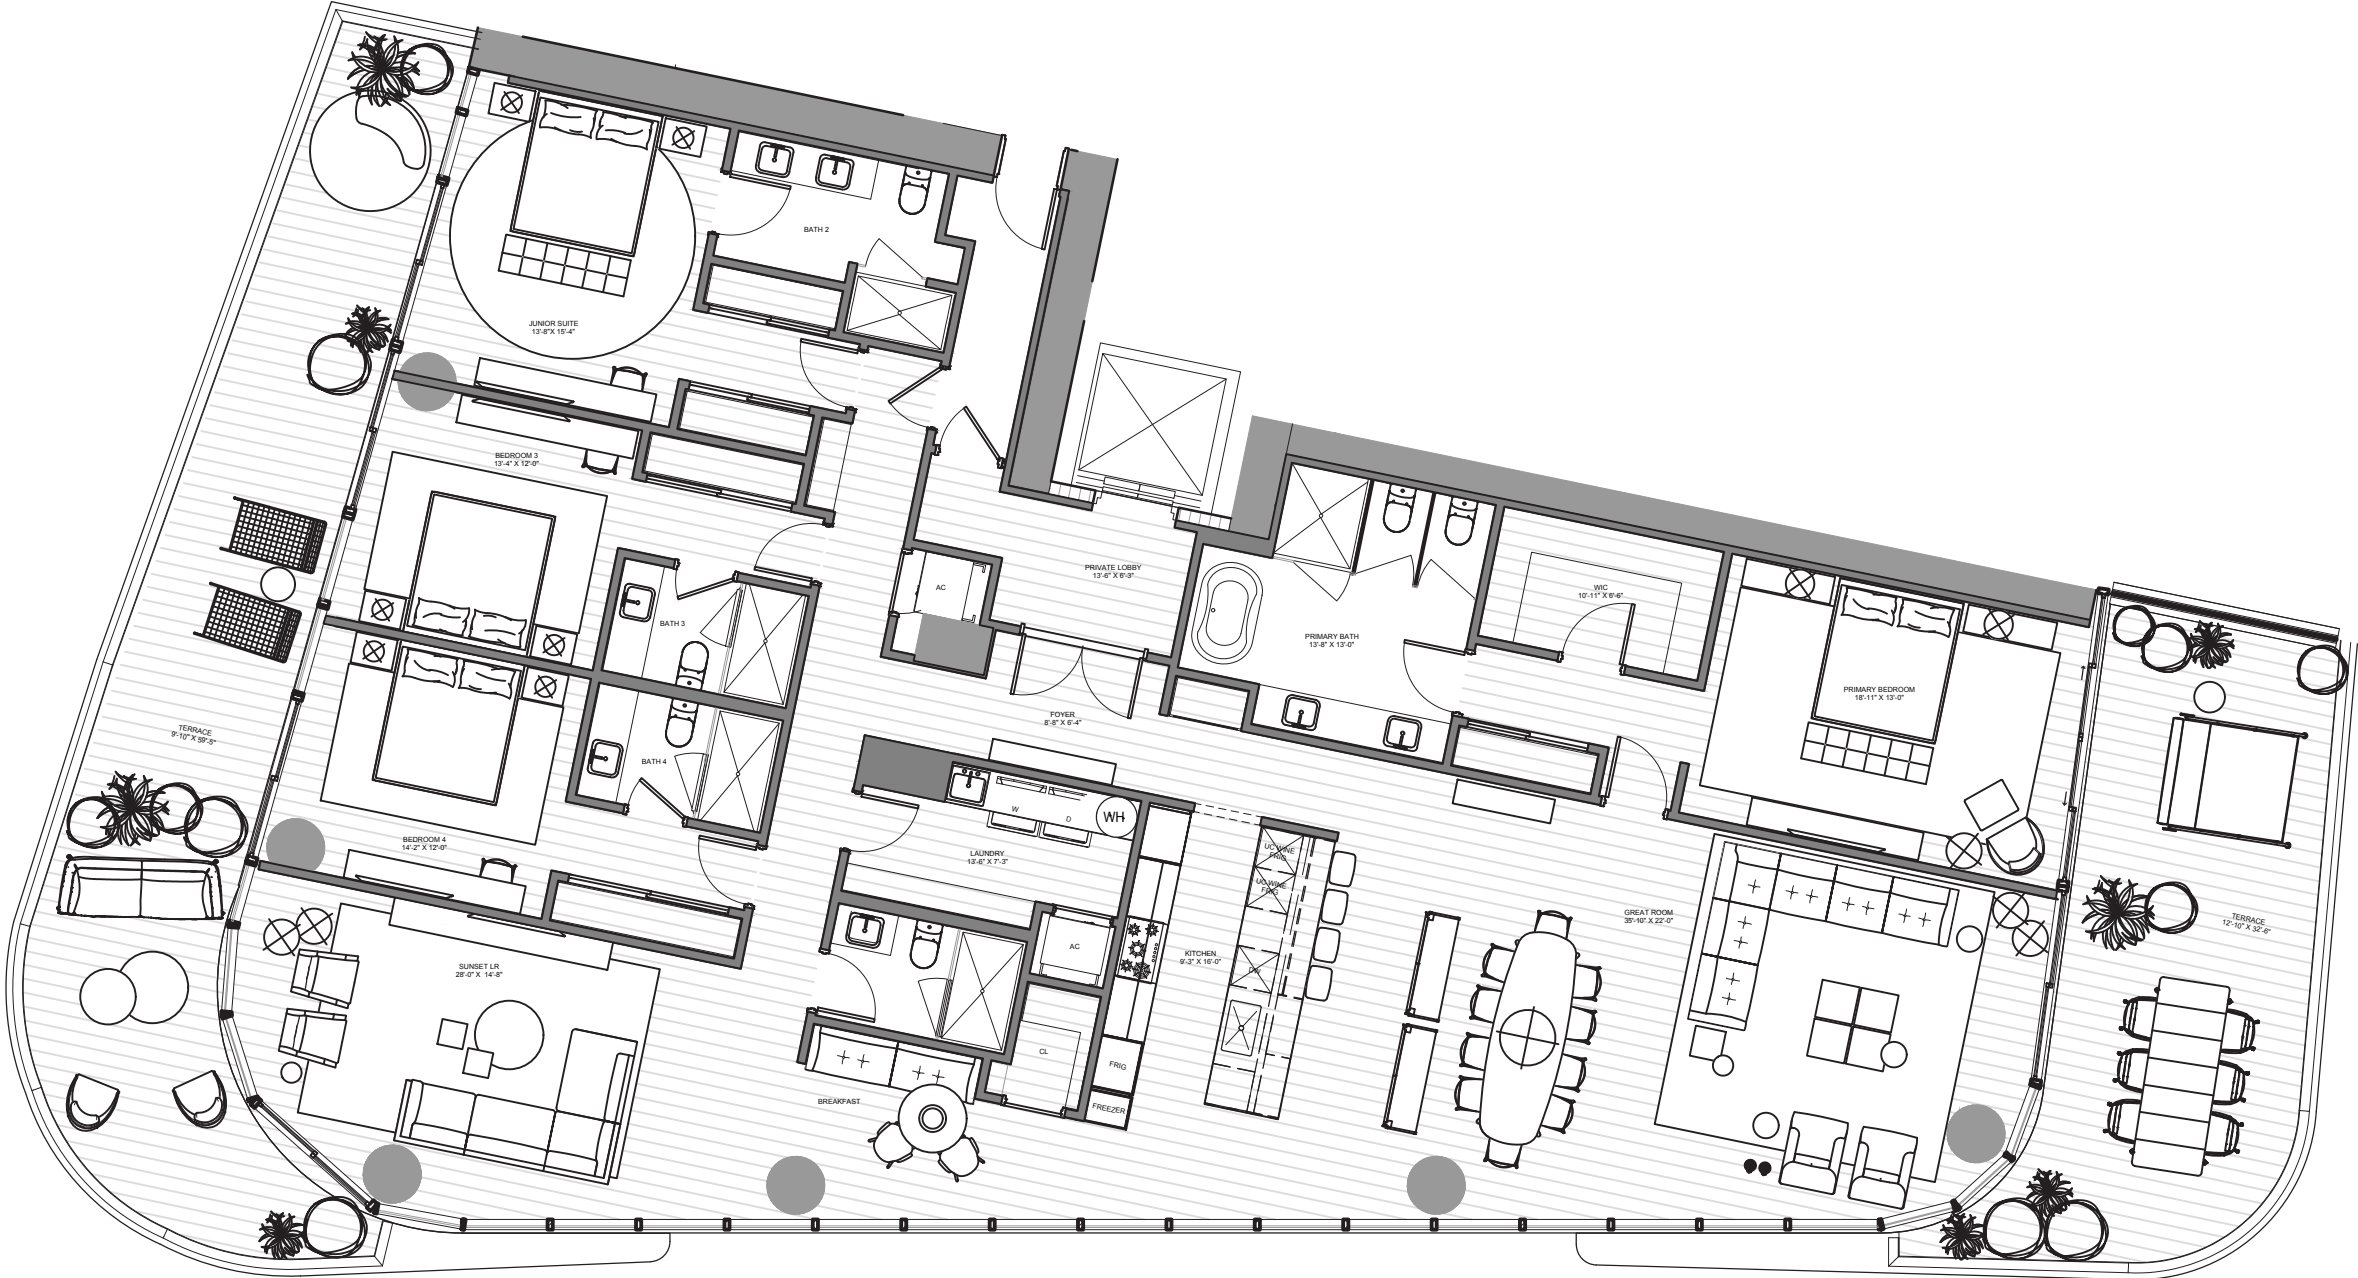 BATH 2
JUNIOR SUITE
13'-8"X 15'-4"
BEDROOM 3
13'-4" X 12'-0"
PRIVATE LOBBY
13'-6" X 6'-3"
AC
WIC
10'-11" X 6'-6"
BATH 3
PRIMARY BATH
13'-8" X 13'-0"
PRIMARY BEDROOM
18'-11" X 13'-0"
FOYER
8'-8" X 6'-4"
TERRACE
9'-10" X 59'-5"
BATH 4
W
D
WH
BEDROOM 4
14'-2" X 12'-0"
LAUNDRY
13'-6" X 7'-3"
UC WINE
FRIG
UC WINE
FRIG
GREAT ROOM
35'-10" X 22'-0"
TERRACE
12'-10" X 32'-6"
AC
KITCHEN
9'-3" X 16'-0"
DW
SUNSET LR
28'-0" X 14'-8"
CL
FRIG
BREAKFAST
FREEZER